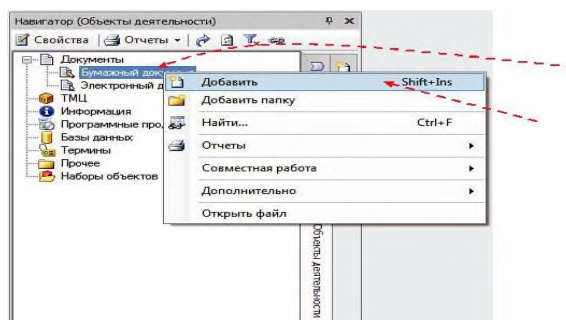 Навигатор (Объекты деятельности)
Свойства Отчеты
Документы
Бумажный документ
Электронный д
ТМЦ
Информация
Программные про
Базы данных
Термины
Прочее
Наборы объектов
Добавить Shift+Ins
Добавить папку
Найти... Ctrl+F
Отчеты
Совместная работа
Дополнительно
Открыть файл
Объекты деятельности